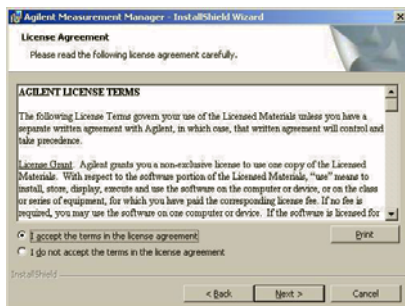 Agilent Measurement Manager - InstallShield Wizard
License Agreement
Please read the following license agreement carefully.
AGILENT LICENSE TERMS
The following License Terms govern your use of the Licensed Materials unless you have a
separate written agreement with Agilent, in which case, that written agreement will control and
take precedence.
License Grant. Agilent grants you a non-exclusive license to use one copy of the Licensed
Materials. With respect to the software portion of the Licensed Materials, "use" means to
install, store, display, execute and use the software on the computer or device, or on the class
or series of equipment, for which you have paid the corresponding license fee. If no fee is
required, you may use the software on one computer or device. If the software is licensed for
I accept the terms in the license agreement
Print
I do not accept the terms in the license agreement
InstallShield
< Back
Next >
Cancel